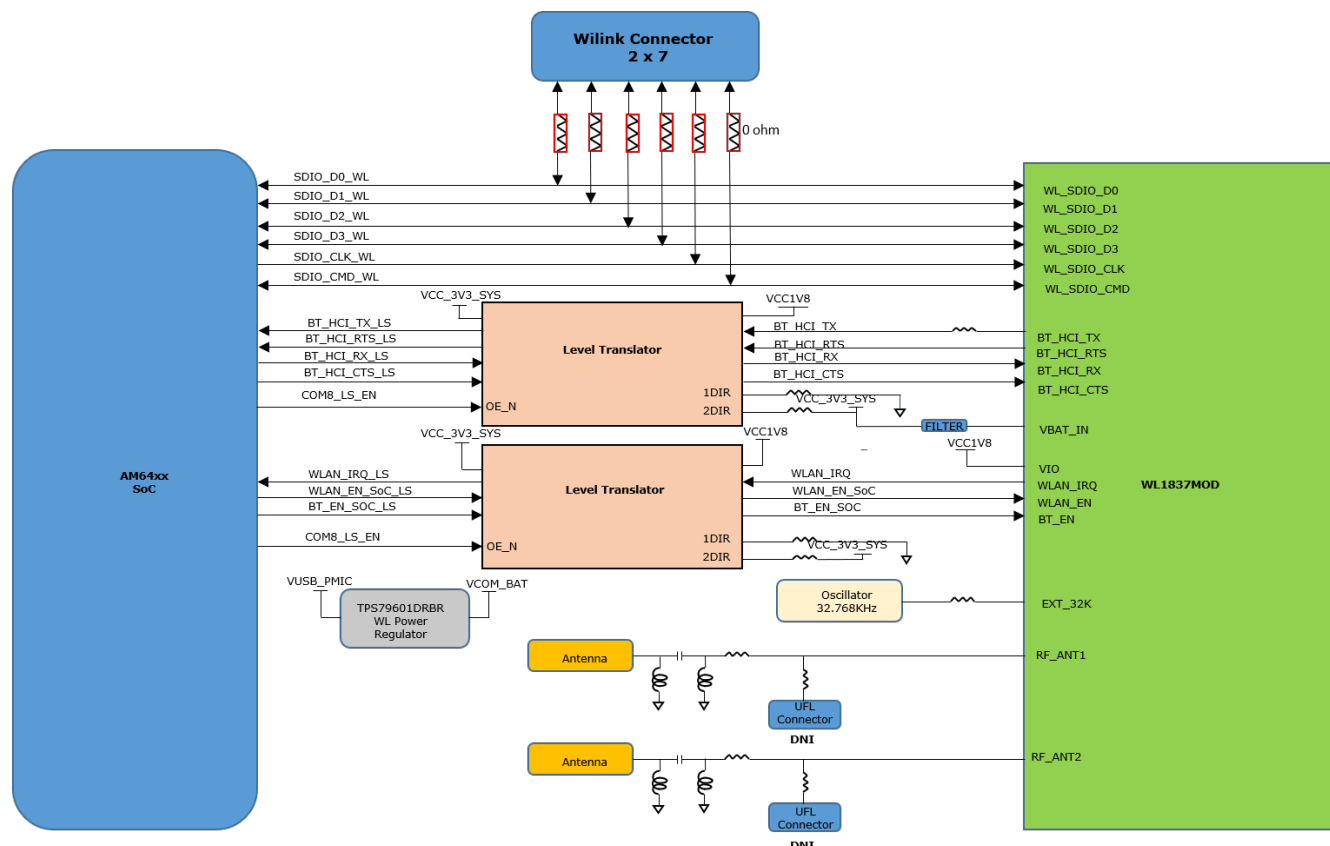 Wilink Connector
2 x 7
0 ohm
SDIO_D0_WL
SDIO_D1_WL
SDIO_D2_WL
SDIO_D3_WL
SDIO_CLK_WL
SDIO_CMD_WL
WL_SDIO_D0
WL_SDIO_D1
WL_SDIO_D2
WL_SDIO_D3
WL_SDIO_CLK
WL_SDIO_CMD
VCC_3V3_SYS
VCC1V8
BT_HCI_TX_LS
BT_HCI_RTS_LS
BT_HCI_RX_LS
BT_HCI_CTS_LS
COM8_LS_EN
Level Translator
OE_N
1DIR
2DIR
BT_HCI_TX
BT_HCI_RTS
BT_HCI_RX
BT_HCI_CTS
VCC_3V3_SYS
BT_HCI_TX
BT_HCI_RTS
BT_HCI_RX
BT_HCI_CTS
FILTER
VBAT_IN
VCC1V8
VIO
AM64xx
SoC
VCC_3V3_SYS
VCC1V8
WLAN_IRQ_LS
WLAN_EN_SoC_LS
BT_EN_SOC_LS
COM8_LS_EN
Level Translator
OE_N
1DIR
2DIR
WLAN_IRQ
WLAN_EN_SoC
BT_EN_SOC
VCC_3V3_SYS
WLAN_IRQ
WLAN_EN
BT_EN
WL1837MOD
VUSB_PMIC
VCOM_BAT
TPS79601DRBR
WL Power
Regulator
Oscillator
32.768KHz
EXT_32K
Antenna
RF_ANT1
UFL
Connector
DNI
Antenna
RF_ANT2
UFL
Connector
DNI